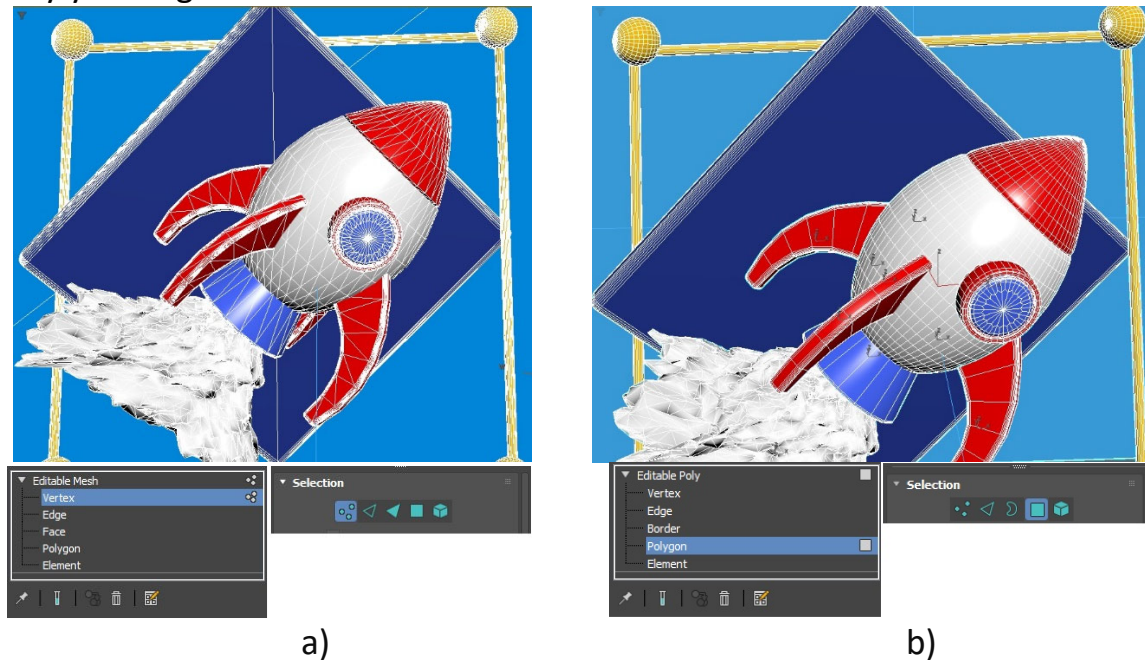 Editable Mesh
Vertex
Edge
Face
Polygon
Element
Selection
Editable Poly
Vertex
Edge
Border
Polygon
Element
Selection
a)
b)